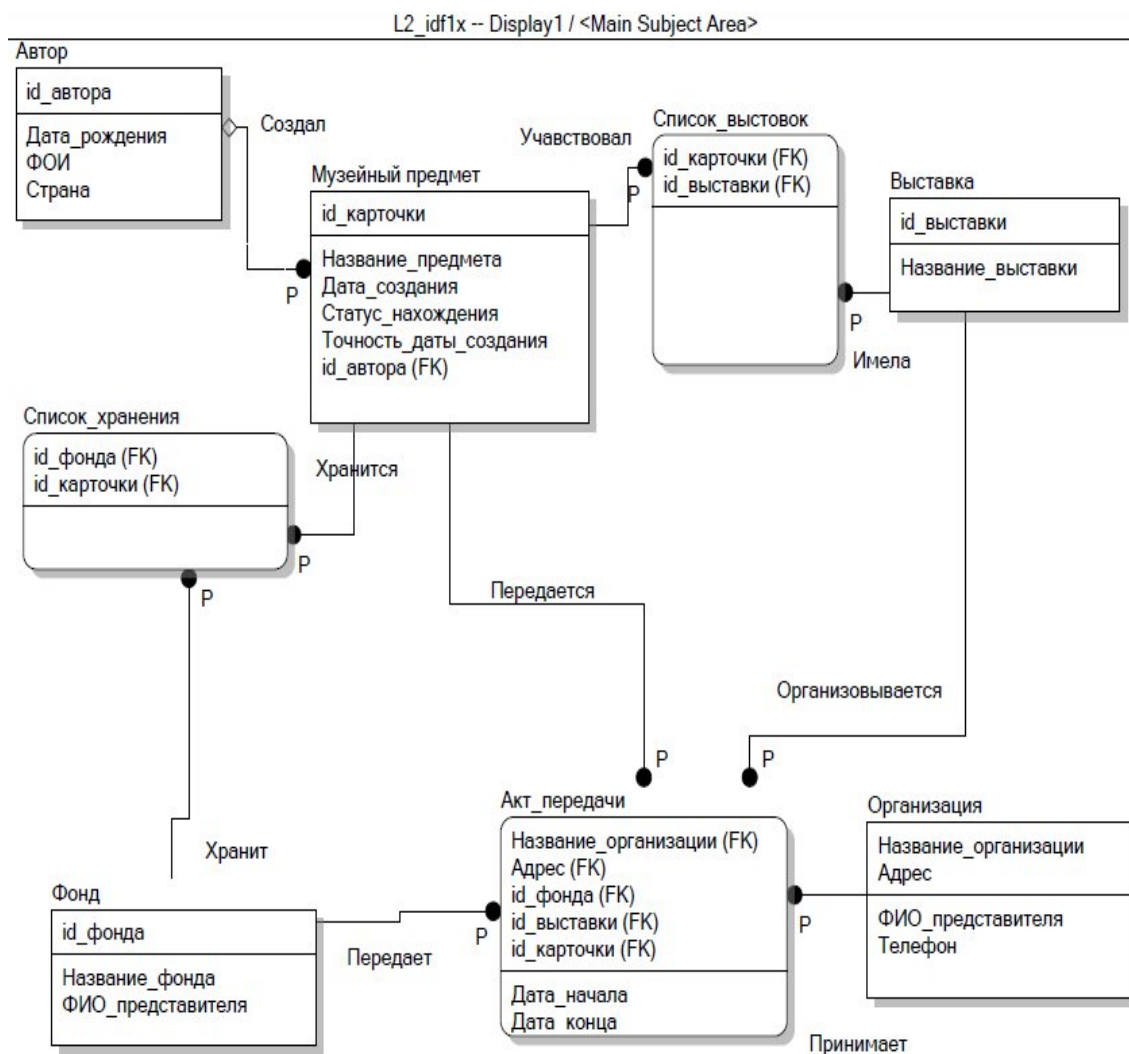 L2_idf1x -- Display1 / <Main Subject Area>
Автор
id_автора
Дата_рождения
ФОИ
Страна
Создал
Музейный предмет
id_карточки
Название_предмета
Дата_создания
Статус_нахождения
Точность_даты_создания
id_автора (FK)
P
Учавствовал
P
Список_выстовок
id_карточки (FK)
id_выставки (FK)
Выставка
id_выставки
Название_выставки
P
Имела
Список_хранения
id_фонда (FK)
id_карточки (FK)
Хранится
P
P
Передается
P
Организовывается
P
Хранит
Фонд
id_фонда
Название_фонда
ФИО_представителя
Передает
P
Акт_передачи
Название_организации (FK)
Адрес (FK)
id_фонда (FK)
id_выставки (FK)
id_карточки (FK)
Дата_начала
Дата_конца
Организация
Название_организации
Адрес
ФИО_представителя
Телефон
P
Принимает